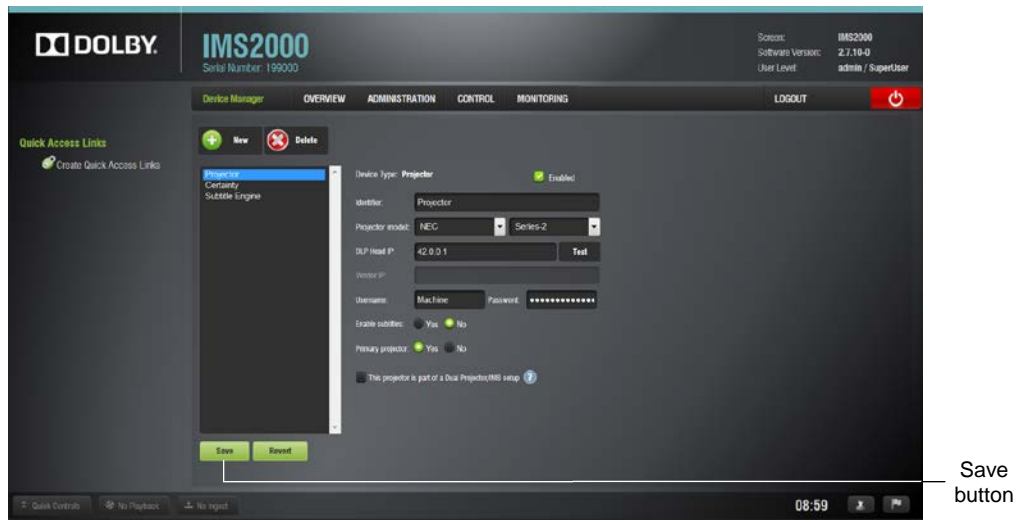 DOLBY.
IMS2000
Serial Number: 199000
Screen: IMS2000
Software Version: 2.7.10-0
User Level: admin / SuperUser
Device Manager OVERVIEW ADMINISTRATION CONTROL MONITORING LOGOUT
Quick Access Links
Create Quick Access Links
New Delete
Projector
Certainty
Subtitle Engine
Device Type: Projector Enabled
Identifier: Projector
Projector model: NEC Series-2
DLP Head IP 42.0.0.1 Test
Vendor IP
Username: Machine Password: •••••••••••••
Enable subtitles: Yes No
Primary projector: Yes No
This projector is part of a Dual Projector/IMB setup ?
Save Revert
Save
button
Quick Controls No Playback No Ingest 08:59